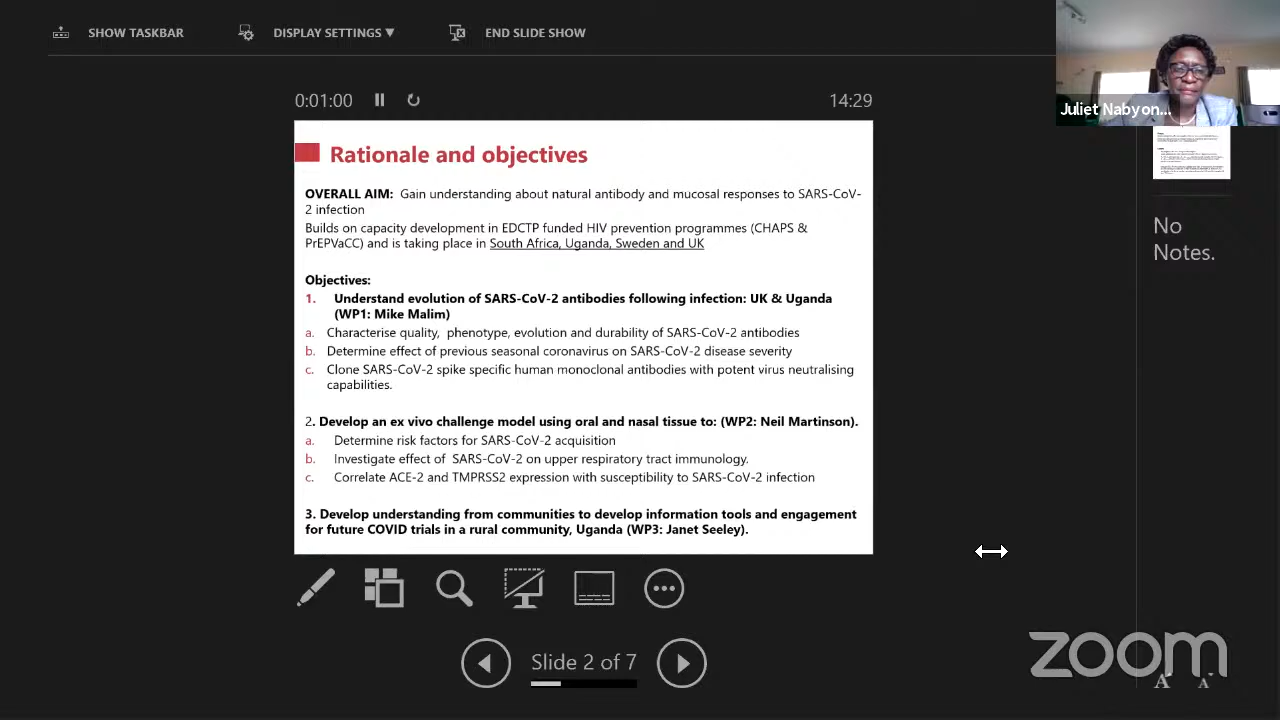 SHOW TASKBAR
DISPLAY SETTINGS ▼
END SLIDE SHOW
Juliet Nabyon...
0:01:00
14:29
Rationale and objectives
OVERALL AIM: Gain understanding about natural antibody and mucosal responses to SARS-CoV-
2 infection
Builds on capacity development in EDCTP funded HIV prevention programmes (CHAPS &
PrEPVaCC) and is taking place in South Africa, Uganda, Sweden and UK
Objectives:
1. Understand evolution of SARS-CoV-2 antibodies following infection: UK & Uganda
(WP1: Mike Malim)
a. Characterise quality, phenotype, evolution and durability of SARS-CoV-2 antibodies
b. Determine effect of previous seasonal coronavirus on SARS-CoV-2 disease severity
c. Clone SARS-CoV-2 spike specific human monoclonal antibodies with potent virus neutralising
capabilities.
2. Develop an ex vivo challenge model using oral and nasal tissue to: (WP2: Neil Martinson).
a. Determine risk factors for SARS-CoV-2 acquisition
b. Investigate effect of SARS-CoV-2 on upper respiratory tract immunology.
c. Correlate ACE-2 and TMPRSS2 expression with susceptibility to SARS-CoV-2 infection
3. Develop understanding from communities to develop information tools and engagement
for future COVID trials in a rural community, Uganda (WP3: Janet Seeley).
No
Notes.
Slide 2 of 7
zoom
A A